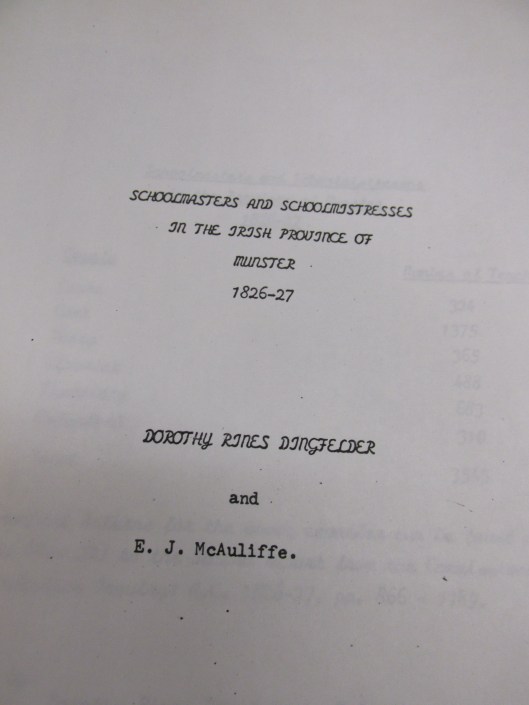 SCHOOLMASTERS AND SCHOOLMISTRESSES
IN THE IRISH PROVINCE OF
MUNSTER
1826-27
DOROTHY RINES DINGFELDER
and
E. J. McAuliffe.